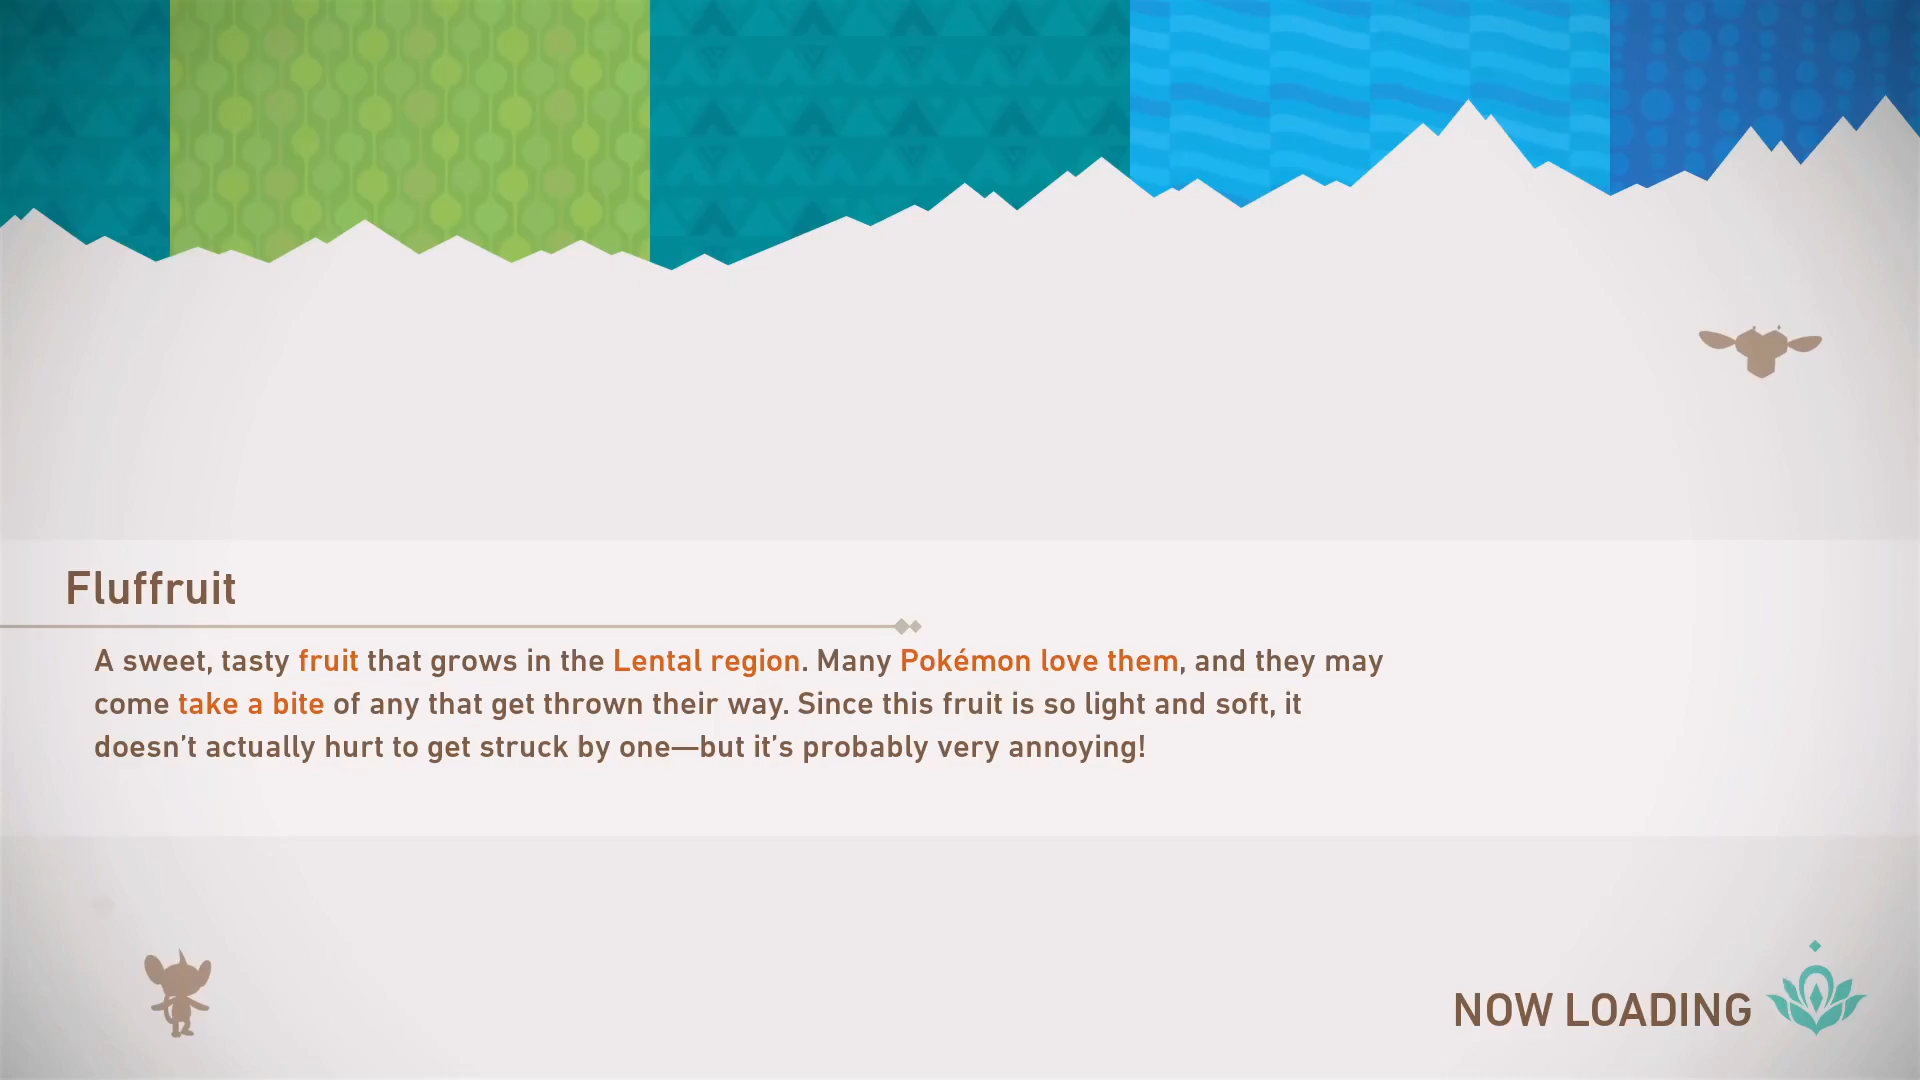 Fluffruit
A sweet, tasty fruit that grows in the Lental region. Many Pokémon love them, and they may
come take a bite of any that get thrown their way. Since this fruit is so light and soft, it
doesn’t actually hurt to get struck by one—but it’s probably very annoying!
NOW LOADING